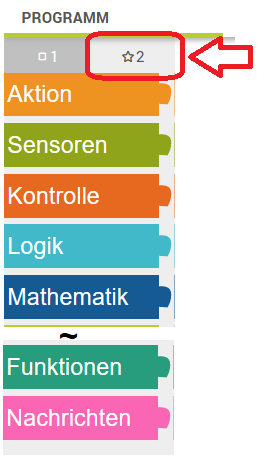 PROGRAMM
1 2
Aktion
Sensoren
Kontrolle
Logik
Mathematik
~
Funktionen
Nachrichten